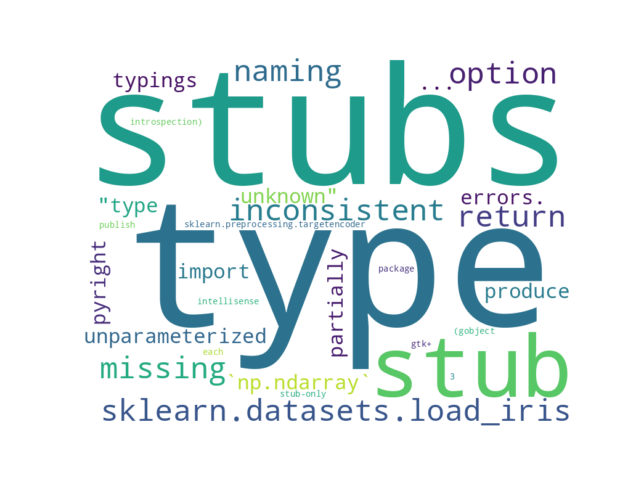 typings
naming
...
option
stubs
introspection)
"type
unknown"
inconsistent
errors.
return
publish
sklearn.preprocessing.targetencoder
type
pyright
import
partially
package
produce
intellisense
unparameterized
(gobject
gtk+
each
missing
`np.ndarray`
stub
3
stub-only
sklearn.datasets.load_iris